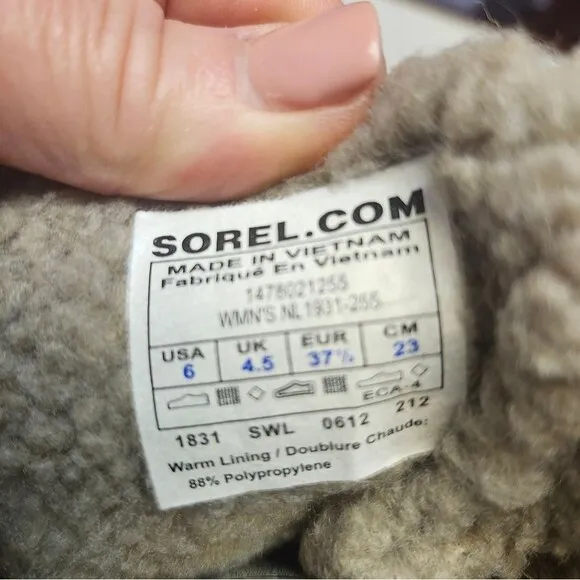 SOREL.COM
MADE IN VIETNAM
Fabriqué En Vietnam
1478021255
WMN'S NL1931-255
USA UK EUR CM
6 4.5 37½ 23
ECA-4
1831 SWL 0612 212
Warm Lining / Doublure Chaude:
88% Polypropylene